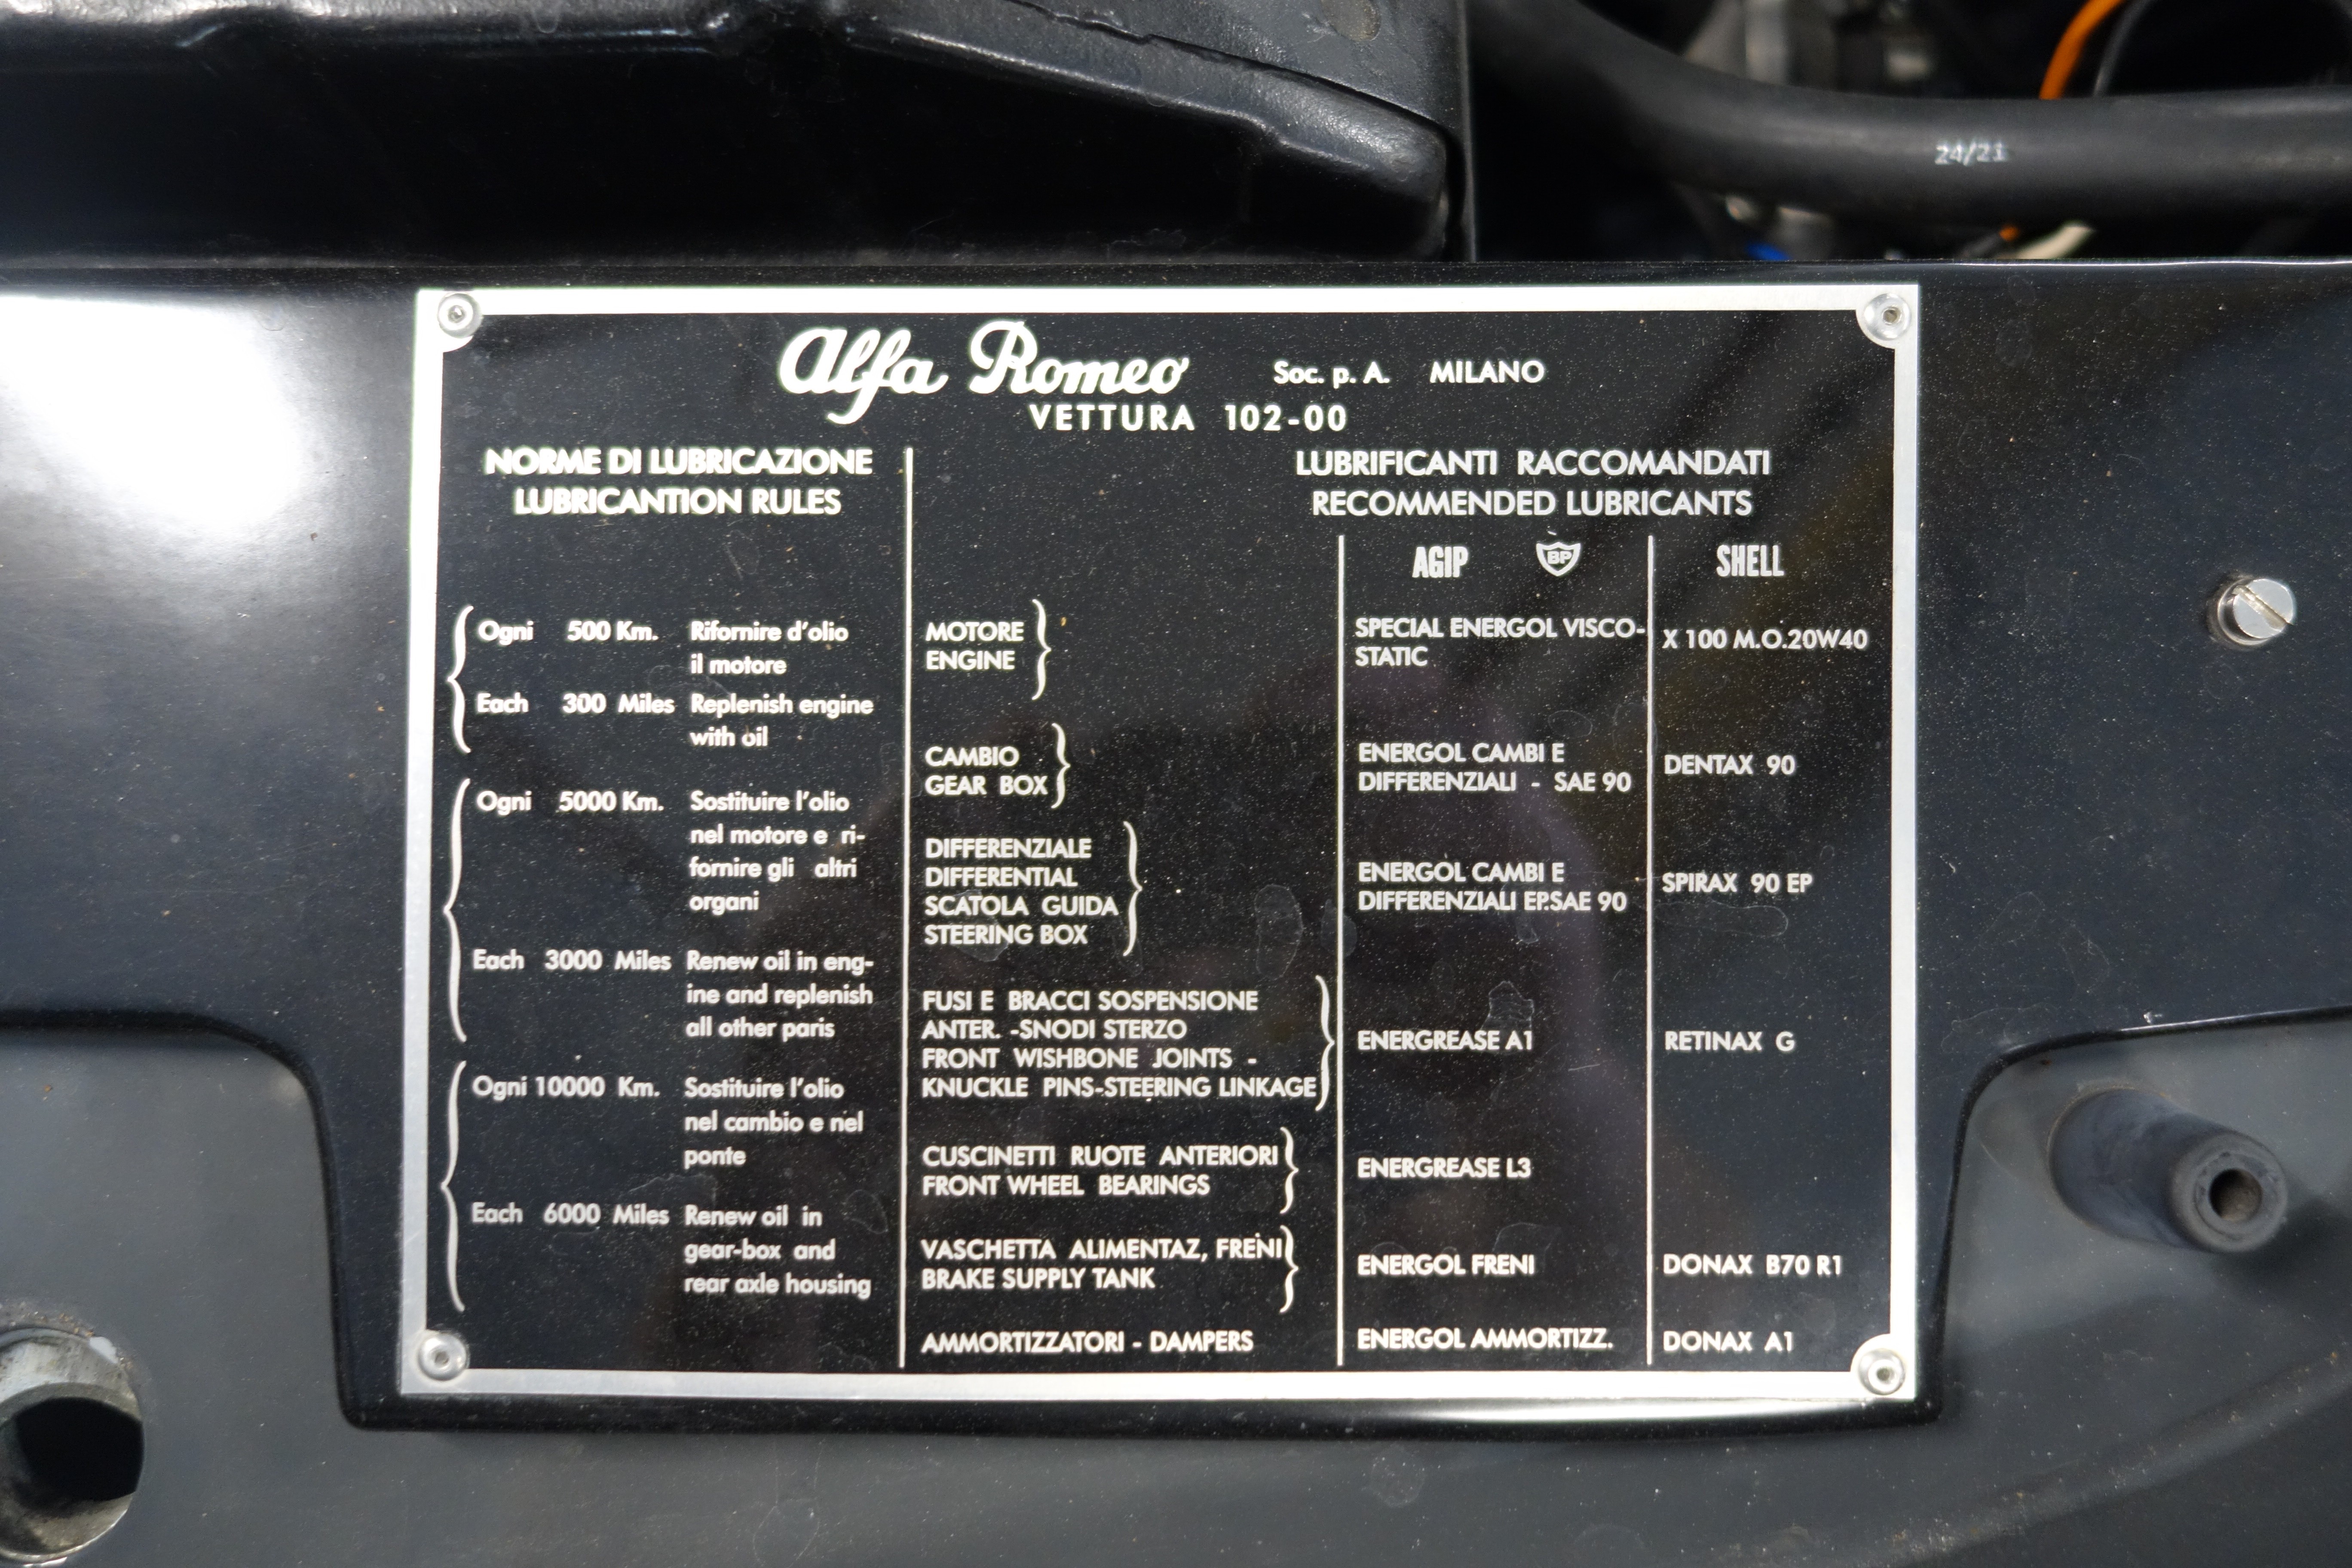 24/21
Alfa Romeo Soc. p. A. MILANO
VETTURA 102-00
NORME DI LUBRICAZIONE
LUBRICANTION RULES
Ogni 500 Km. Rifornire d'olio
il motore
Each 300 Miles Replenish engine
with oil
Ogni 5000 Km. Sostituire l'olio
nel motore e ri-
fornire gli altri
organi
Each 3000 Miles Renew oil in eng-
ine and replenish
all other paris
Ogni 10000 Km. Sostituire l'olio
nel cambio e nel
ponte
Each 6000 Miles Renew oil in
gear-box and
rear axle housing
LUBRIFICANTI RACCOMANDATI
RECOMMENDED LUBRICANTS
AGIP BP SHELL
MOTORE
ENGINE
SPECIAL ENERGOL VISCO-
STATIC
X 100 M.O.20W40
CAMBIO
GEAR BOX
ENERGOL CAMBI E
DIFFERENZIALI - SAE 90
DENTAX 90
DIFFERENZIALE
DIFFERENTIAL
SCATOLA GUIDA
STEERING BOX
ENERGOL CAMBI E
DIFFERENZIALI EP.SAE 90
SPIRAX 90 EP
FUSI E BRACCI SOSPENSIONE
ANTER. -SNODI STERZO
FRONT WISHBONE JOINTS -
KNUCKLE PINS-STEERING LINKAGE
ENERGREASE A1
RETINAX G
CUSCINETTI RUOTE ANTERIORI
FRONT WHEEL BEARINGS
ENERGREASE L3
VASCHETTA ALIMENTAZ, FRENI
BRAKE SUPPLY TANK
ENERGOL FRENI
DONAX B70 R1
AMMORTIZZATORI - DAMPERS
ENERGOL AMMORTIZZ.
DONAX A1